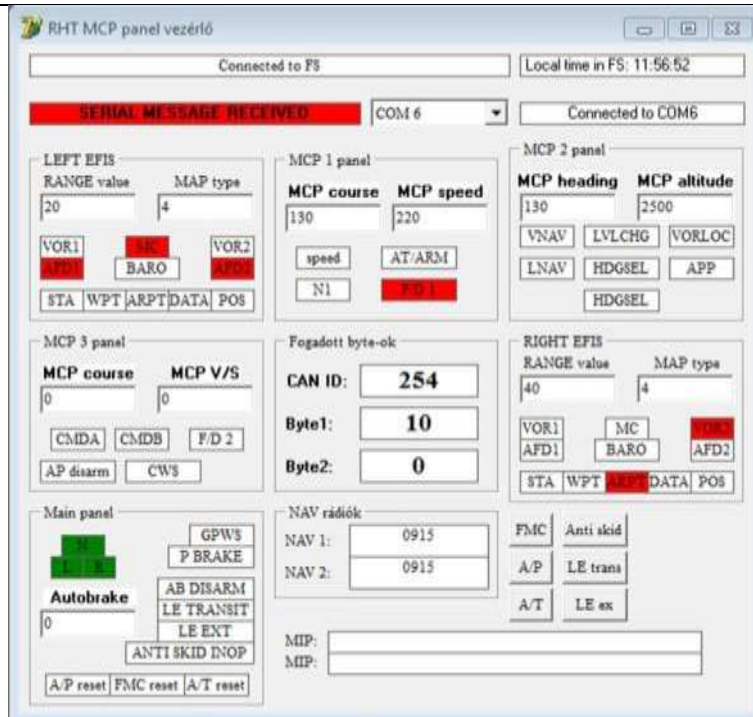 RHT MCP panel vezérlő
Connected to FS
Local time in FS: 11:56:52
SERIAL MESSAGE RECEIVED
COM 6
Connected to COM6
LEFT EFIS
RANGE value MAP type
20 4
VOR1 MC VOR2
AFD1 BARO AFD2
STA WPT ARPT DATA POS
MCP 1 panel
MCP course MCP speed
130 220
speed AT/ARM
N1 F/D 1
MCP 2 panel
MCP heading MCP altitude
130 2500
VNAV LVLCHG VORLOC
LNAV HDGSEL APP
HDGSEL
MCP 3 panel
MCP course MCP V/S
0 0
CMDA CMDB F/D 2
AP disarm CWS
Fogadott byte-ok
CAN ID: 254
Byte1: 10
Byte2: 0
RIGHT EFIS
RANGE value MAP type
40 4
VOR1 MC VOR2
AFD1 BARO AFD2
STA WPT ARPT DATA POS
Main panel
N
L R
GPWS
P BRAKE
Autobrake
0
AB DISARM
LE TRANSIT
LE EXT
ANTI SKID INOP
A/P reset FMC reset A/T reset
NAV rádiók
NAV 1: 0915
NAV 2: 0915
FMC Anti skid
A/P LE trans
A/T LE ex
MIP:
MIP: